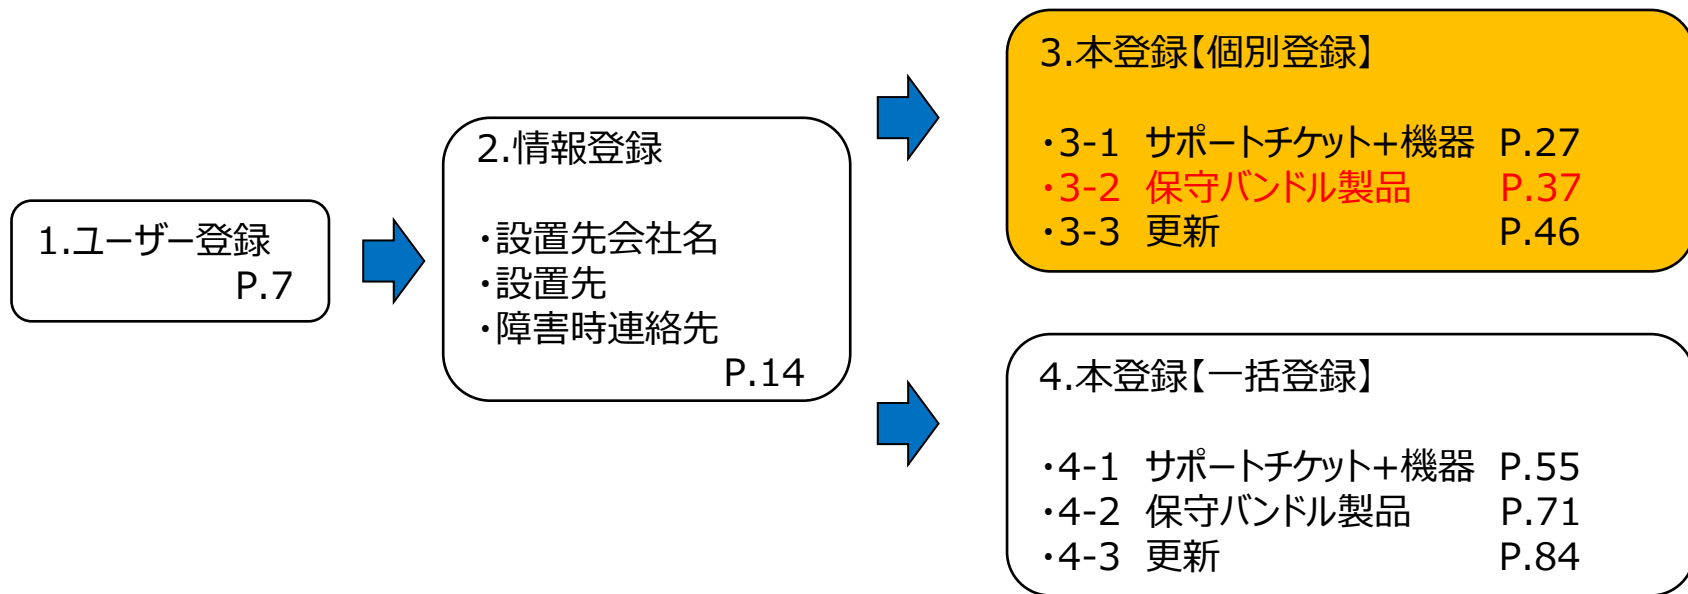 1.ユーザー登録
P.7
2.情報登録
・設置先会社名
・設置先
・障害時連絡先
P.14
3.本登録【個別登録】
・3-1 サポートチケット+機器 P.27
・3-2 保守バンドル製品 P.37
・3-3 更新 P.46
4.本登録【一括登録】
・4-1 サポートチケット+機器 P.55
・4-2 保守バンドル製品 P.71
・4-3 更新 P.84